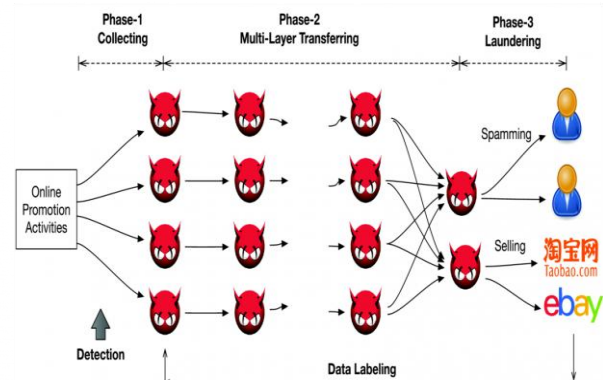 Phase-1
Collecting
Phase-2
Multi-Layer Transferring
Phase-3
Laundering
Online
Promotion
Activities
Spamming
Selling
淘宝网
Taobao.com
ebay
Detection
Data Labeling